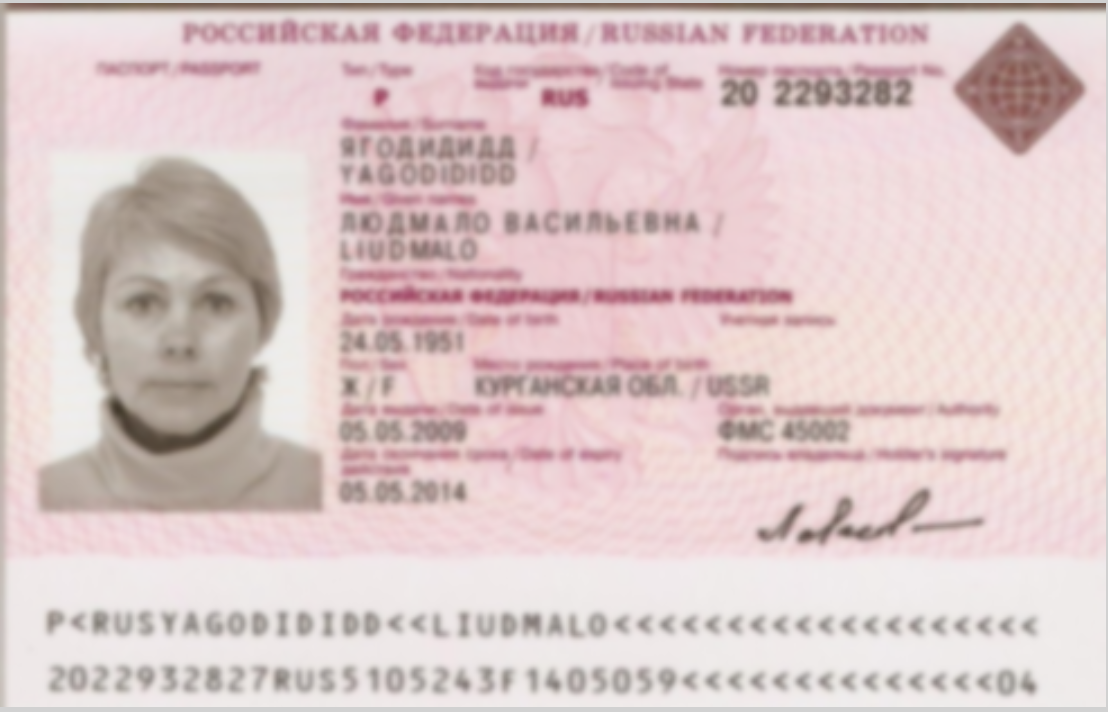 РОССИЙСКАЯ ФЕДЕРАЦИЯ / RUSSIAN FEDERATION
ПАСПОРТ / PASSPORT
Тип / Type
Код государства / Code of
выдачи issuing State
Номер паспорта / Passport No.
P
RUS
20 2293282
Фамилия / Surname
ЯГОДИДИДД /
YAGODIDIDD
Имя / Given names
ЛЮДМАЛО ВАСИЛЬЕВНА /
LIUDMALO
Гражданство / Nationality
РОССИЙСКАЯ ФЕДЕРАЦИЯ / RUSSIAN FEDERATION
Дата рождения / Date of birth
Учетная запись
24.05.1951
Пол / Sex
Место рождения / Place of birth
Ж / F
КУРГАНСКАЯ ОБЛ. / USSR
Дата выдачи / Date of issue
Орган, выдавший документ / Authority
05.05.2009
ФМС 45002
Дата окончания срока / Date of expiry
действия
Подпись владельца / Holder's signature
05.05.2014
P<RUSYAGODIDIDD<<LIUDMALO<<<<<<<<<<<<<<<<<<<
2022932827RUS5105243F1405059<<<<<<<<<<<<<<04